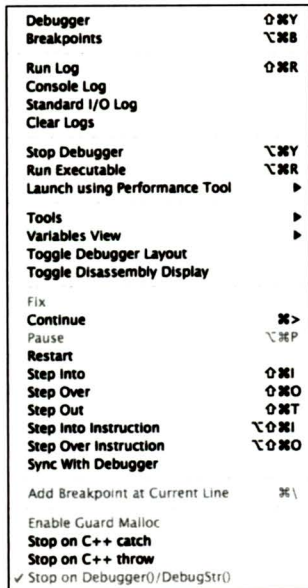 Debugger ⇧⌘Y
Breakpoints ⌥⌘B
Run Log ⇧⌘R
Console Log
Standard I/O Log
Clear Logs
Stop Debugger ⌥⌘Y
Run Executable ⌥⌘R
Launch using Performance Tool ▶
Tools ▶
Variables View ▶
Toggle Debugger Layout
Toggle Disassembly Display
Fix
Continue ⌘>
Pause ⌥⌘P
Restart
Step Into ⇧⌘I
Step Over ⇧⌘O
Step Out ⇧⌘T
Step Into Instruction ⌥⇧⌘I
Step Over Instruction ⌥⇧⌘O
Sync With Debugger
Add Breakpoint at Current Line ⌘\
Enable Guard Malloc
Stop on C++ catch
Stop on C++ throw
✓ Stop on Debugger()/DebugStr()